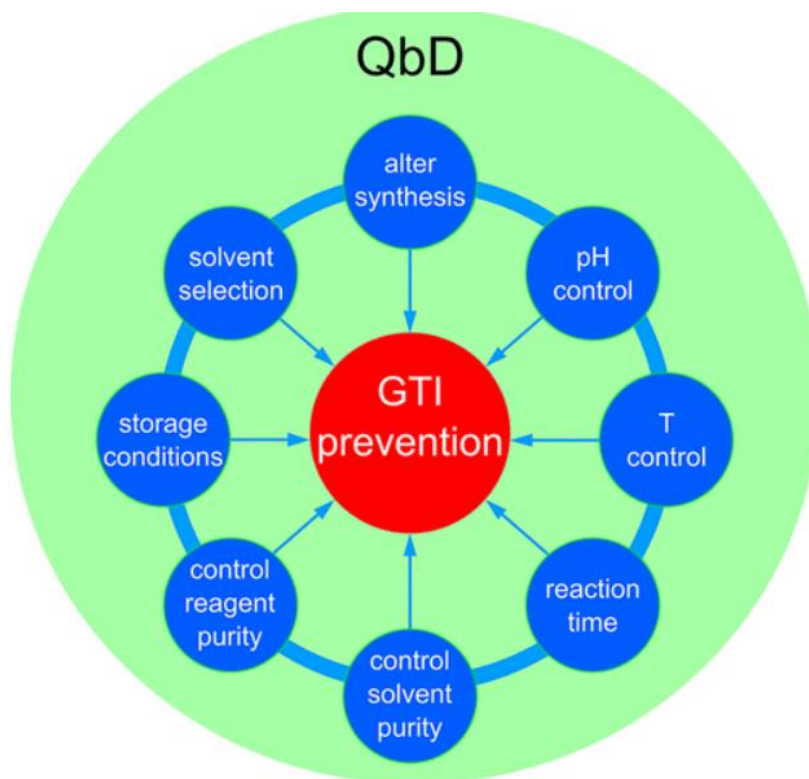 QbD
alter
synthesis
pH
control
T
control
reaction
time
control
solvent
purity
control
reagent
purity
storage
conditions
solvent
selection
GTI
prevention